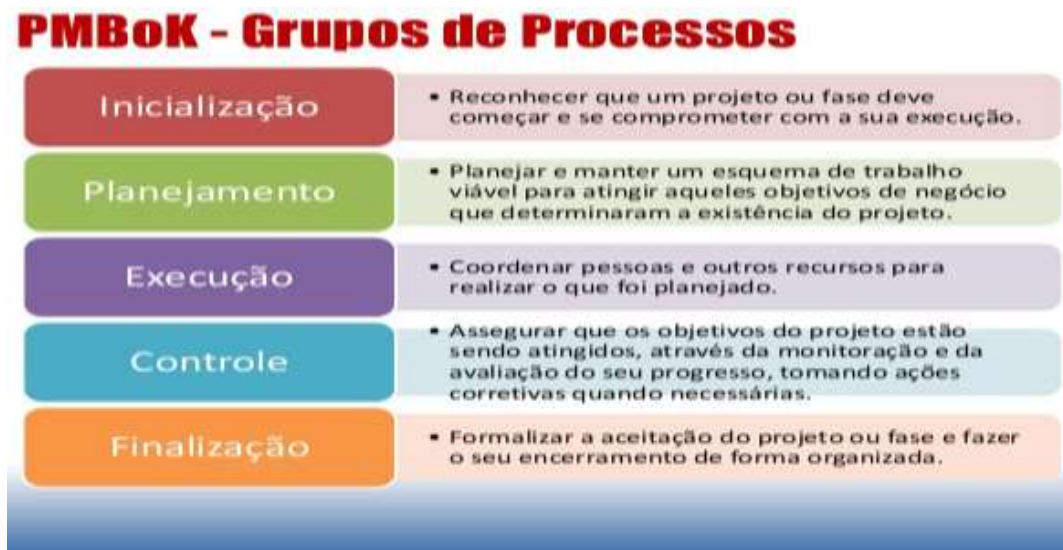 PMBoK - Grupos de Processos
Inicialização
• Reconhecer que um projeto ou fase deve
começar e se comprometer com a sua execução.
Planejamento
• Planejar e manter um esquema de trabalho
viável para atingir aqueles objetivos de negócio
que determinaram a existência do projeto.
Execução
• Coordenar pessoas e outros recursos para
realizar o que foi planejado.
Controle
• Assegurar que os objetivos do projeto estão
sendo atingidos, através da monitoração e da
avaliação do seu progresso, tomando ações
corretivas quando necessárias.
Finalização
• Formalizar a aceitação do projeto ou fase e fazer
o seu encerramento de forma organizada.